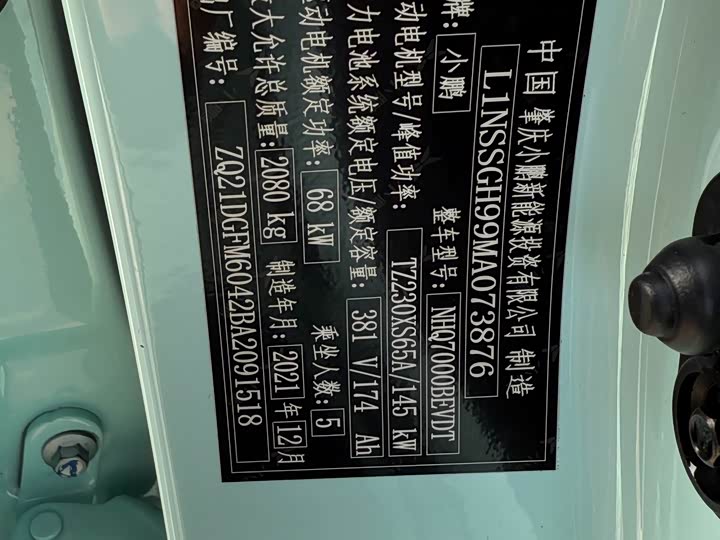 中国 肇庆小鹏新能源投资有限公司 制造
L1NSSGH99MA073876
牌: 小鹏 整车型号: NHQ7000BEVDT
动电机型号/峰值功率: TZ230XS65A/145 kW
力电池系统额定电压/额定容量: 381 V/174 Ah
动电机额定功率: 68 kW 乘坐人数: 5
大允许总质量: 2080 kg 制造年月: 2021 年 12 月
厂编号: ZQ21DGFM6042BA2091518